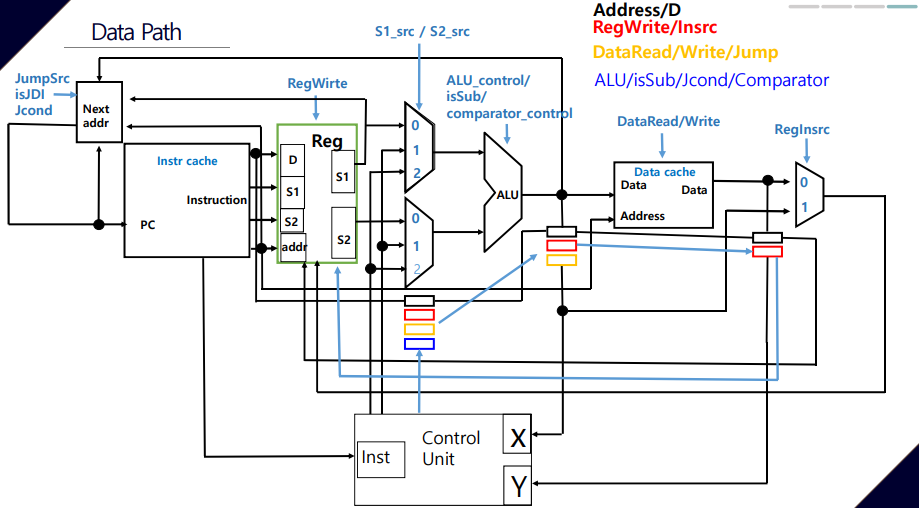 Data Path
Address/D
RegWrite/Insrc
DataRead/Write/Jump
ALU/isSub/Jcond/Comparator
S1_src / S2_src
JumpSrc
isJDI
Jcond
RegWirte
ALU_control/
isSub/
comparator_control
DataRead/Write
RegInsrc
Next
addr
Instr cache
Instruction
PC
Reg
D
S1
S2
addr
S1
S2
0
1
2
0
1
2
ALU
Data cache
Data
Data
Address
0
1
Inst
Control
Unit
X
Y